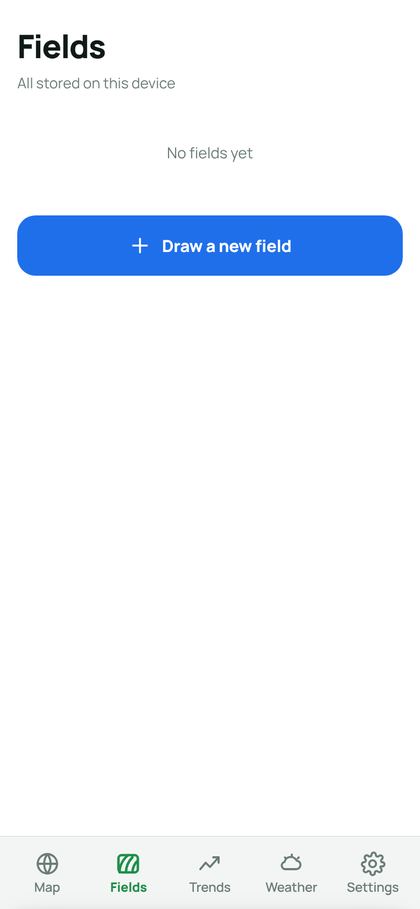 Fields
All stored on this device
No fields yet
Draw a new field
Map
Fields
Trends
Weather
Settings